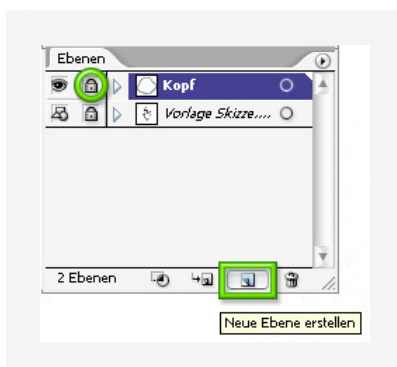 Ebenen
Kopf
Vorlage Skizze....
2 Ebenen
Neue Ebene erstellen